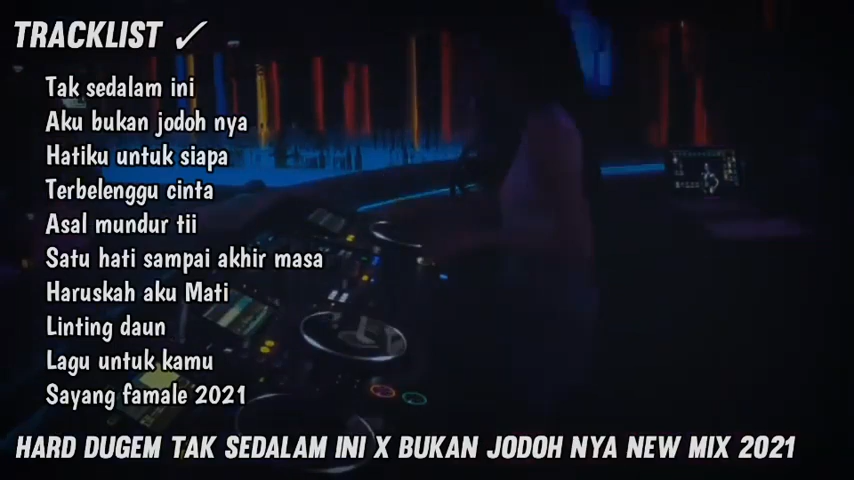 TRACKLIST ✓
Tak sedalam ini
Aku bukan jodoh nya
Hatiku untuk siapa
Terbelenggu cinta
Asal mundur tii
Satu hati sampai akhir masa
Haruskah aku Mati
Linting daun
Lagu untuk kamu
Sayang famale 2021
HARD DUGEM TAK SEDALAM INI X BUKAN JODOH NYA NEW MIX 2021